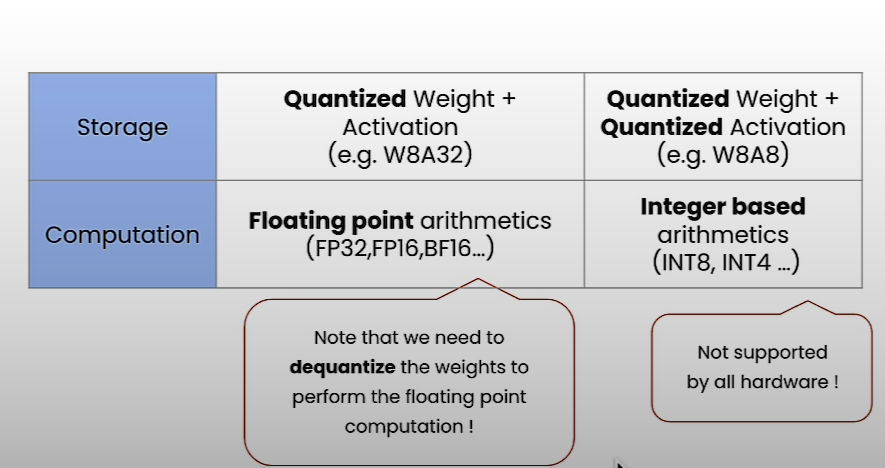 Storage
Quantized Weight +
Activation
(e.g. W8A32)
Quantized Weight +
Quantized Activation
(e.g. W8A8)
Computation
Floating point arithmetics
(FP32,FP16,BF16...)
Integer based
arithmetics
(INT8, INT4 ...)
Note that we need to
dequantize the weights to
perform the floating point
computation !
Not supported
by all hardware !